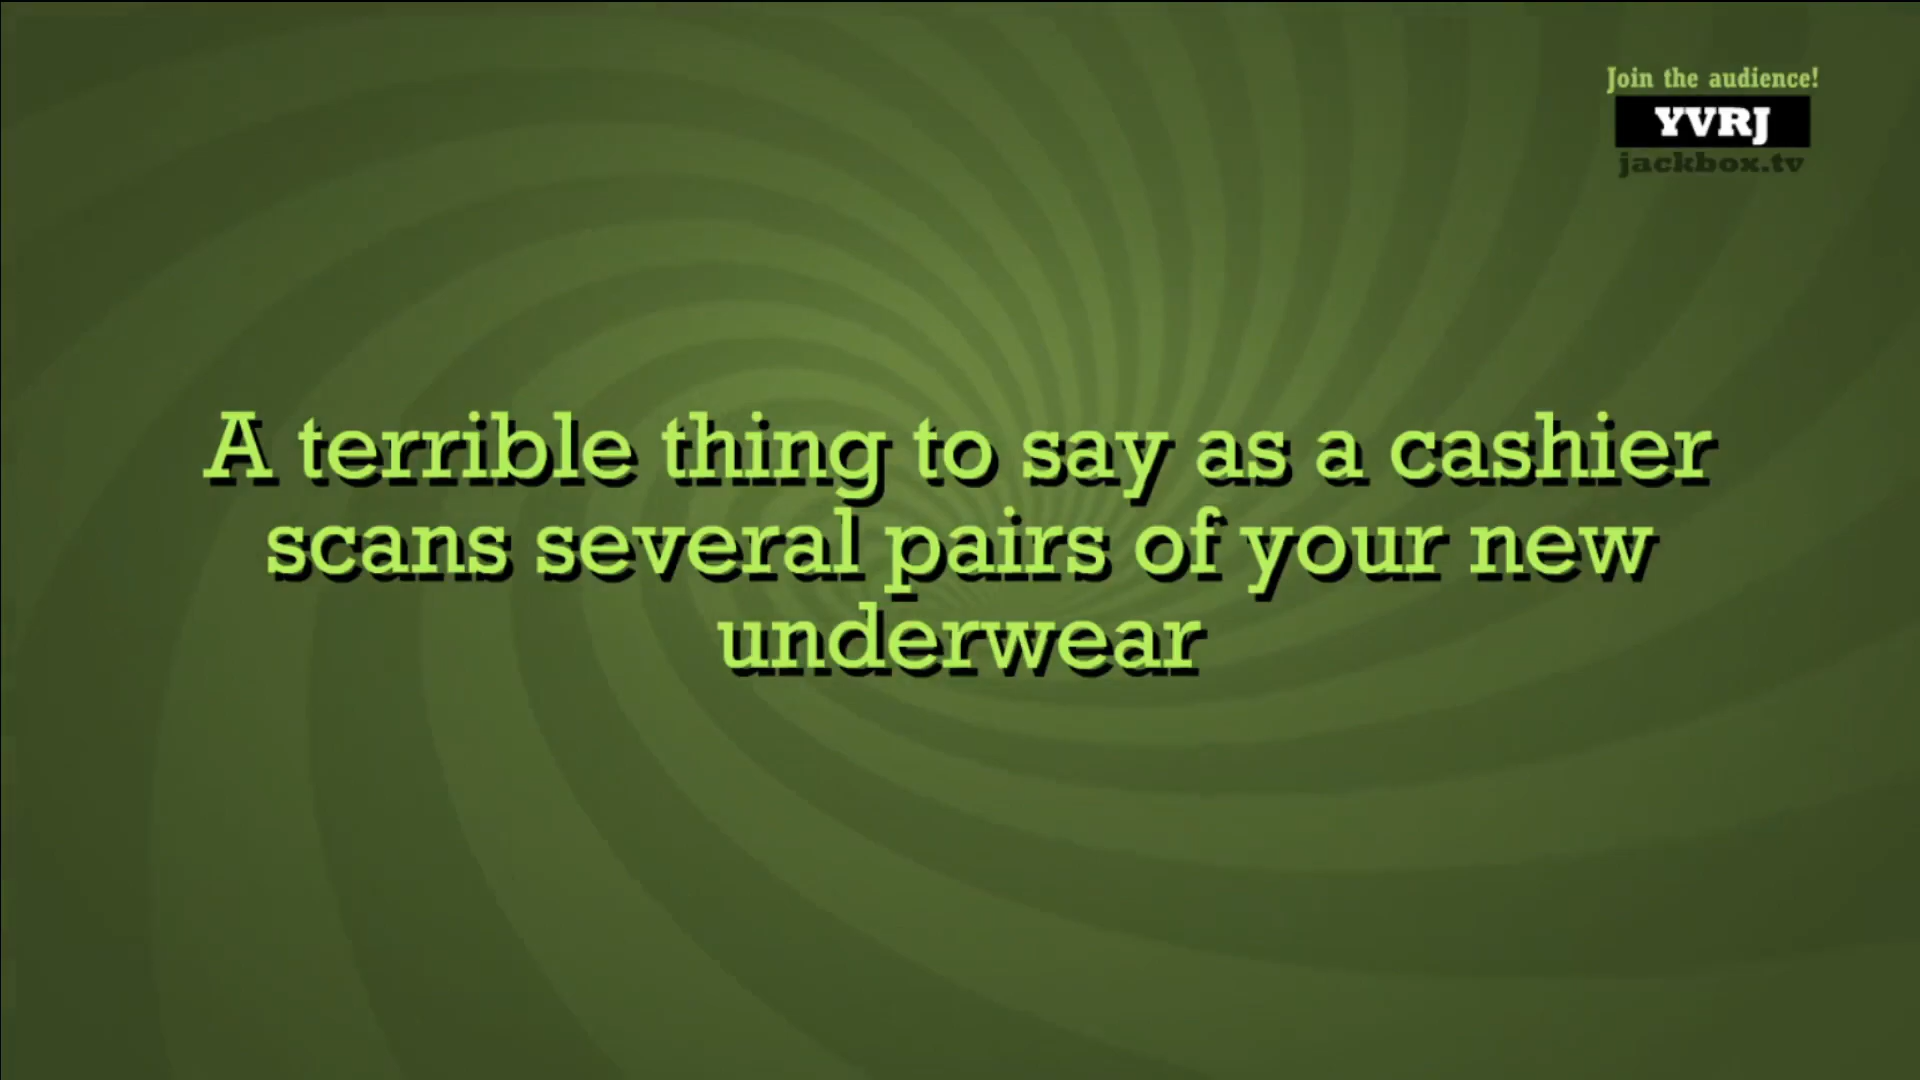 Join the audience!
YVRJ
jackbox.tv
A terrible thing to say as a cashier
scans several pairs of your new
underwear